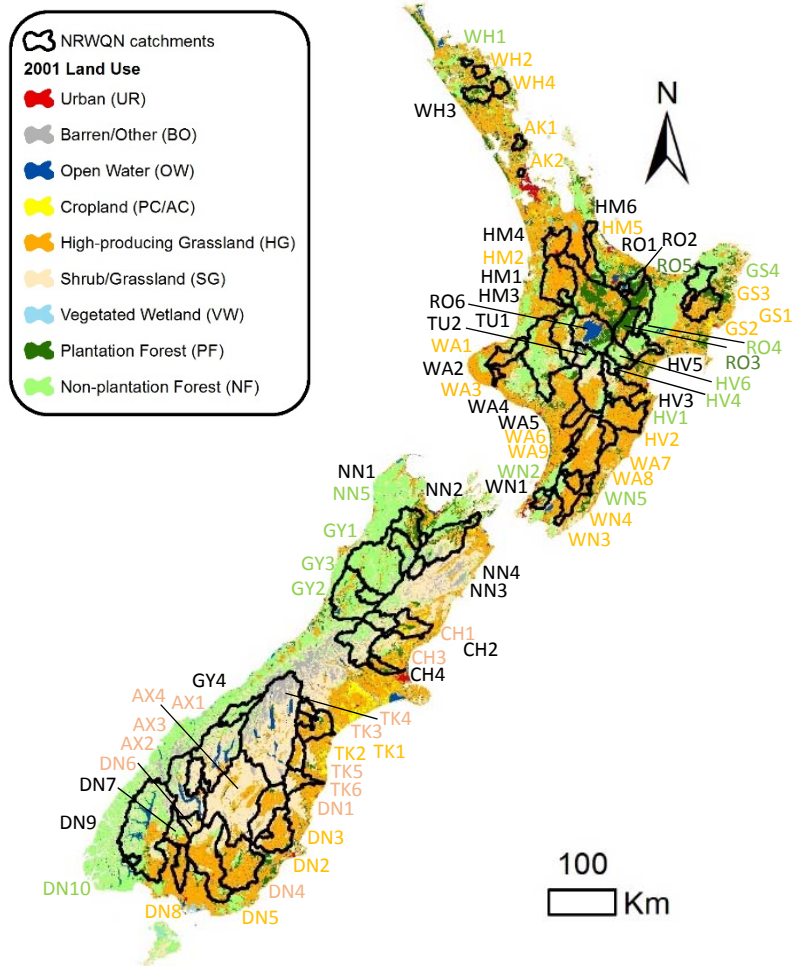 NRWQN catchments
2001 Land Use
Urban (UR)
Barren/Other (BO)
Open Water (OW)
Cropland (PC/AC)
High-producing Grassland (HG)
Shrub/Grassland (SG)
Vegetated Wetland (VW)
Plantation Forest (PF)
Non-plantation Forest (NF)
WH1
WH2
WH4
WH3
AK1
AK2
N
HM6
HM5
HM4
HM2
RO1
RO2
RO5
GS4
HM1
HM3
GS3
RO6
GS1
TU1
TU2
GS2
RO4
WA1
RO3
HV5
WA2
HV6
WA3
HV4
HV3
WA4
HV1
WA5
WA6
HV2
WA9
WA7
WN2
WA8
NN1
NN2
WN1
WN5
NN5
WN4
WN3
GY1
GY3
GY2
NN4
NN3
CH1
CH2
CH3
CH4
GY4
AX4
AX1
TK4
TK3
AX3
AX2
TK2
TK1
DN6
TK5
TK6
DN7
DN1
DN9
DN3
DN2
DN10
DN4
DN8
DN5
100
Km